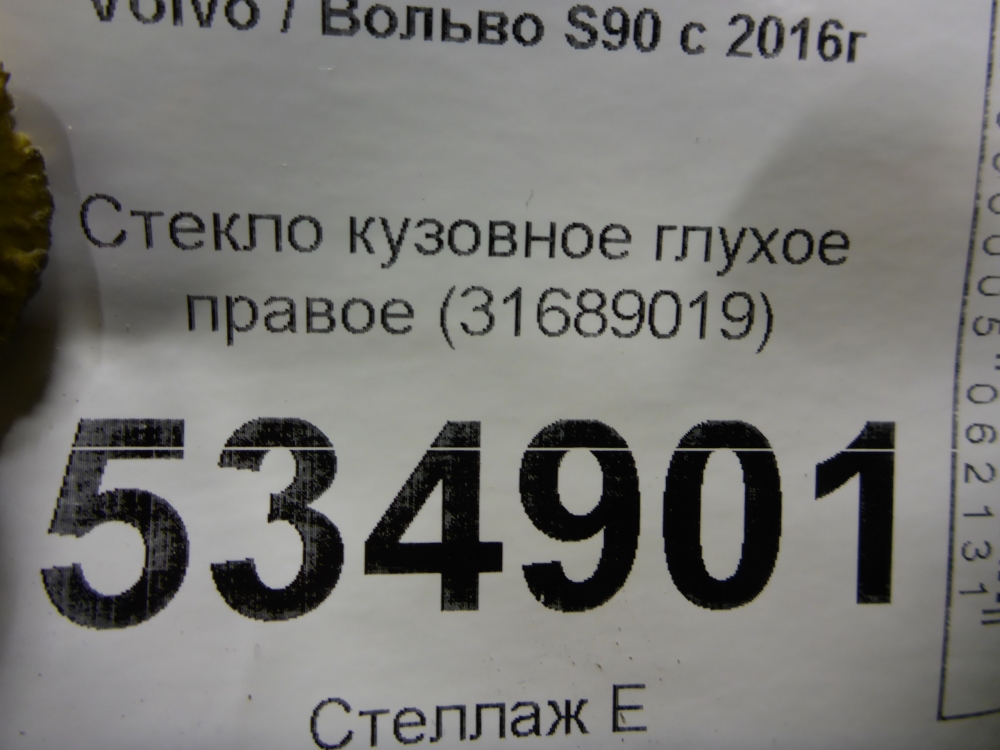 Volvo / Вольво S90 с 2016г
Стекло кузовное глухое
правое (31689019)
534901
Стеллаж Е